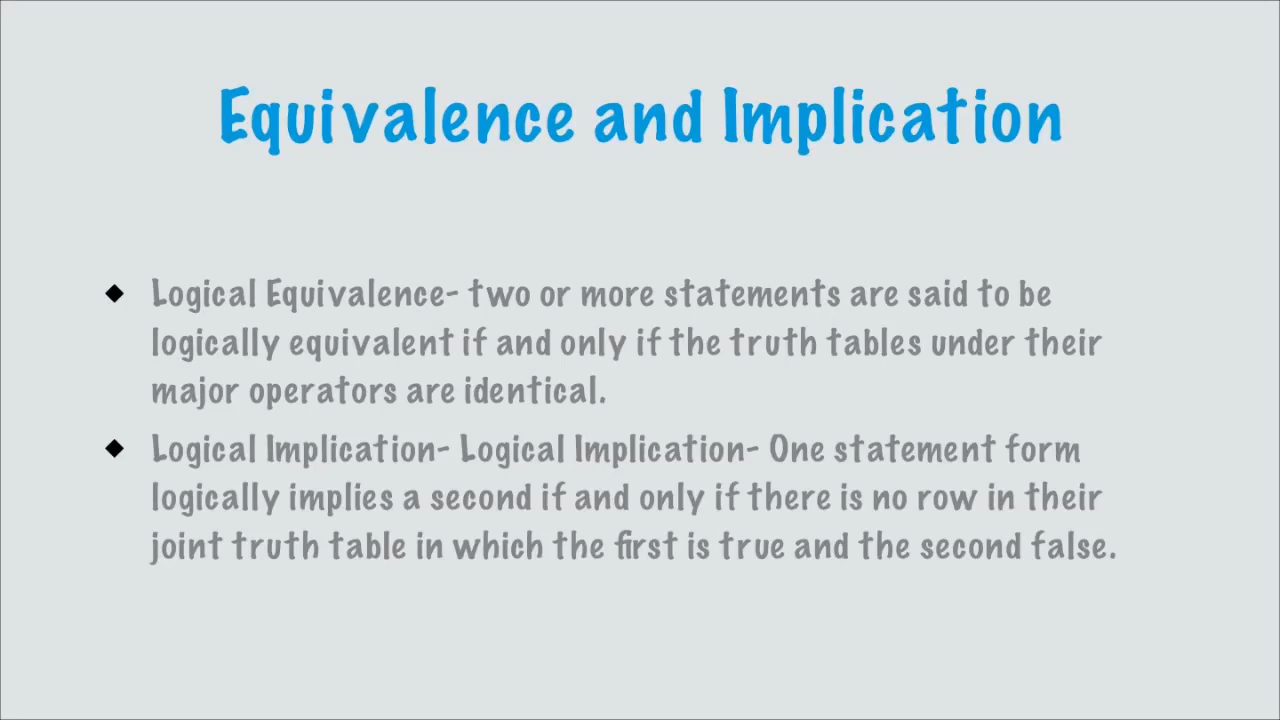 Equivalence and Implication
◆ Logical Equivalence- two or more statements are said to be
logically equivalent if and only if the truth tables under their
major operators are identical.
◆ Logical Implication- Logical Implication- One statement form
logically implies a second if and only if there is no row in their
joint truth table in which the first is true and the second false.